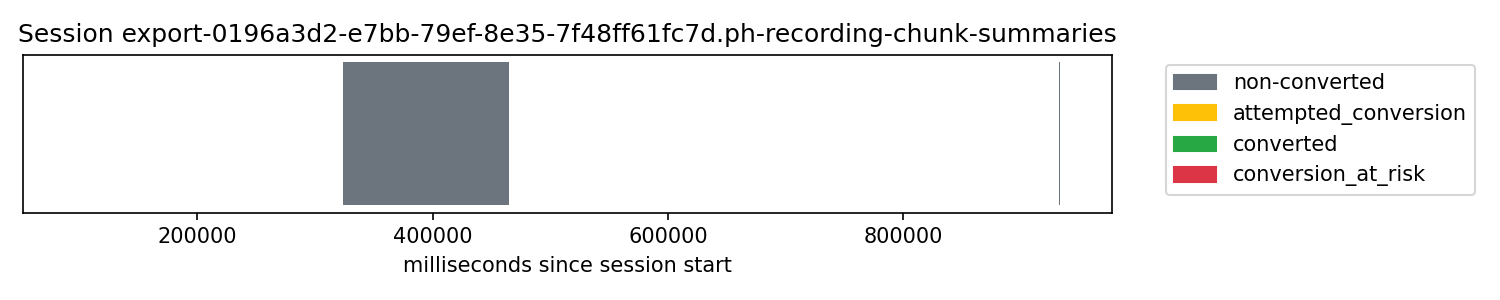 Session export-0196a3d2-e7bb-79ef-8e35-7f48ff61fc7d.ph-recording-chunk-summaries
non-converted
attempted_conversion
converted
conversion_at_risk
200000 400000 600000 800000
milliseconds since session start